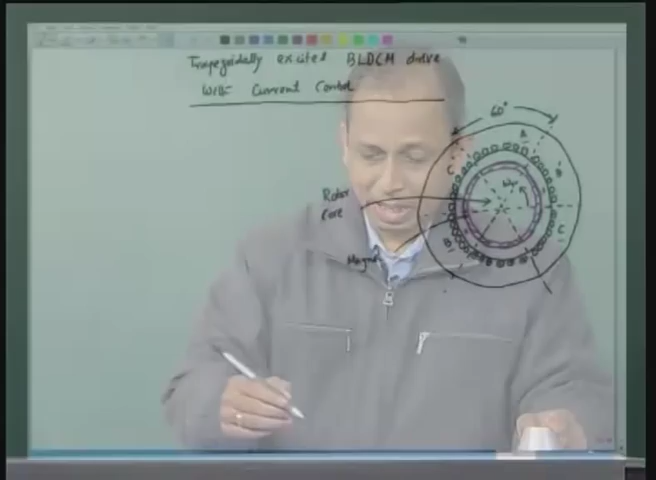 Trapezoidally excited BLDCM drive
With Current Control
60°
A
C
B
Rotor
Core
C
Magnet